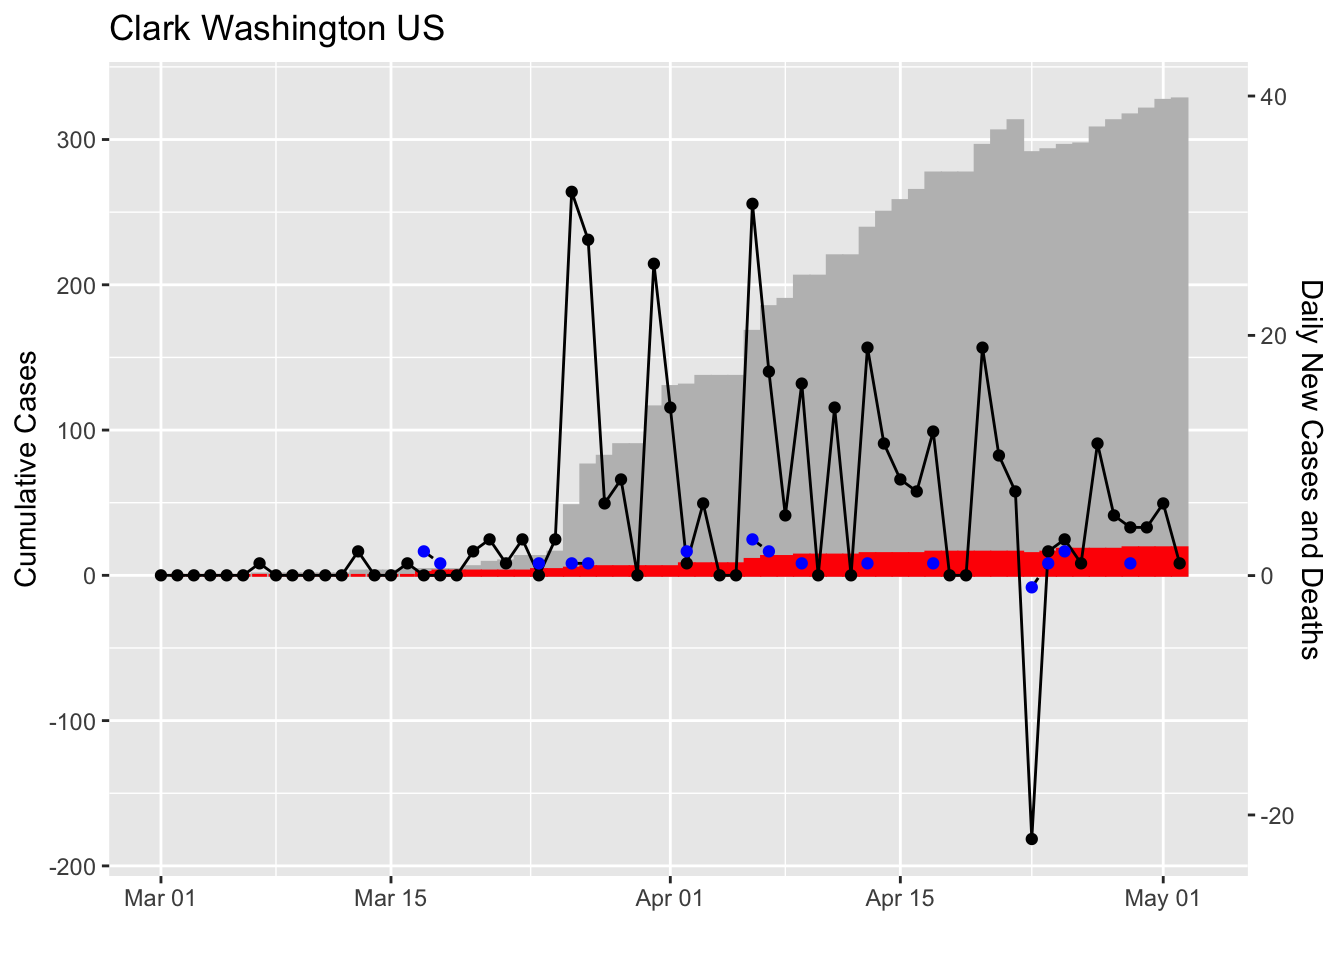 Clark Washington US
Cumulative Cases
300
200
100
0
-100
-200
40
20
0
-20
Daily New Cases and Deaths
Mar 01
Mar 15
Apr 01
Apr 15
May 01